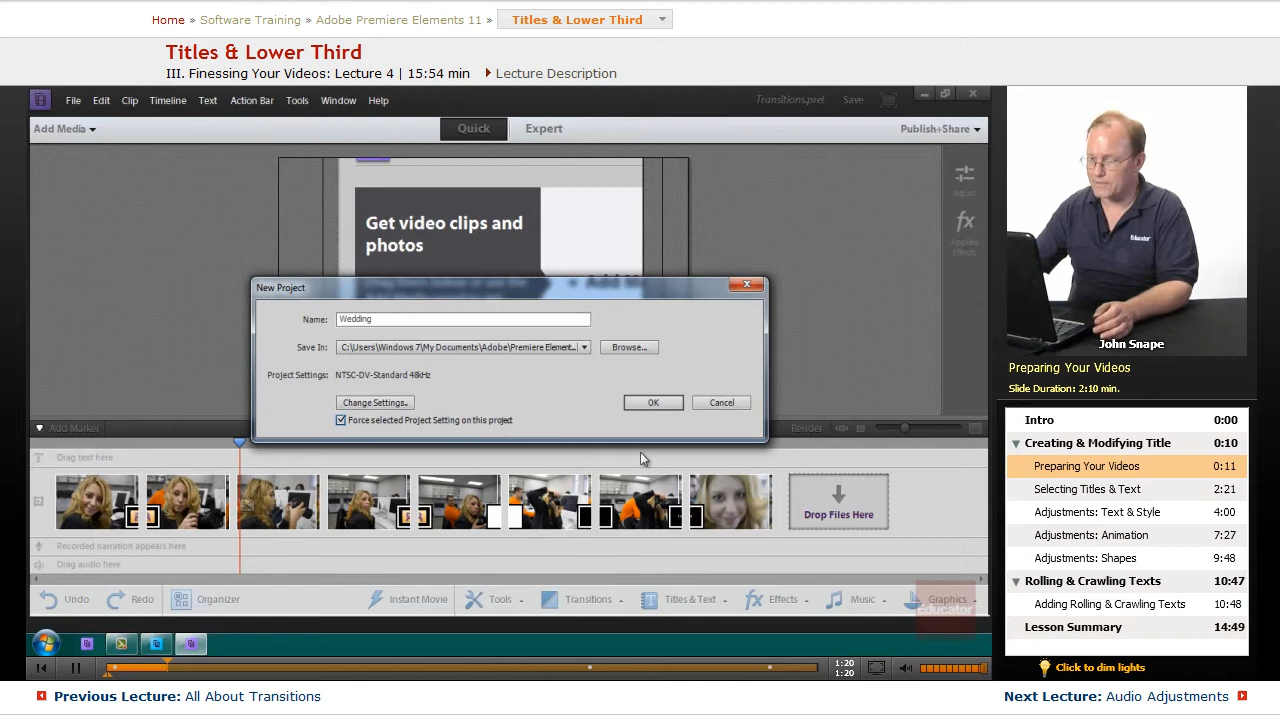 Home » Software Training » Adobe Premiere Elements 11 » Titles & Lower Third
Titles & Lower Third
III. Finessing Your Videos: Lecture 4 | 15:54 min Lecture Description
File Edit Clip Timeline Text Action Bar Tools Window Help Transitions.prel Save
Add Media Quick Expert Publish+Share
Adjust
Applied Effects
Get video clips and
photos
New Project
Name: Wedding
Save In: C:\Users\Windows 7\My Documents\Adobe\Premiere Element... Browse...
Project Settings: NTSC-DV-Standard 48kHz
Change Settings.. OK Cancel
Force selected Project Setting on this project
Add Marker Render
Drag text here
Drop Files Here
Recorded narration appears here
Drag audio here
Undo Redo Organizer Instant Movie Tools Transitions Titles & Text Effects Music Graphics
Educator
1:20
1:20
Educator
John Snape
Preparing Your Videos
Slide Duration: 2:10 min.
Intro 0:00
Creating & Modifying Title 0:10
Preparing Your Videos 0:11
Selecting Titles & Text 2:21
Adjustments: Text & Style 4:00
Adjustments: Animation 7:27
Adjustments: Shapes 9:48
Rolling & Crawling Texts 10:47
Adding Rolling & Crawling Texts 10:48
Lesson Summary 14:49
Click to dim lights
Previous Lecture: All About Transitions
Next Lecture: Audio Adjustments